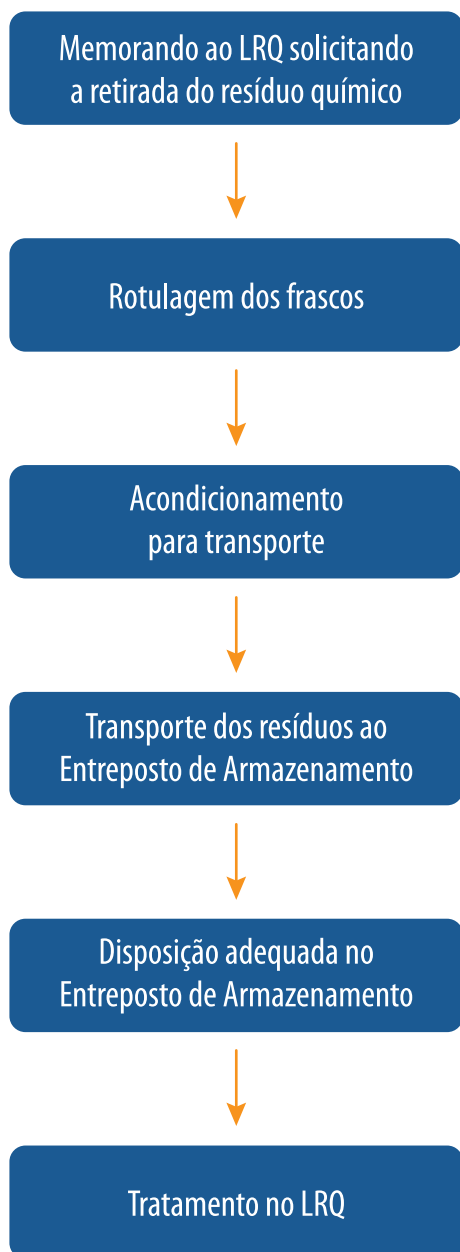 Memorando ao LRQ solicitando
a retirada do resíduo químico
Rotulagem dos frascos
Acondicionamento
para transporte
Transporte dos resíduos ao
Entreposto de Armazenamento
Disposição adequada no
Entreposto de Armazenamento
Tratamento no LRQ